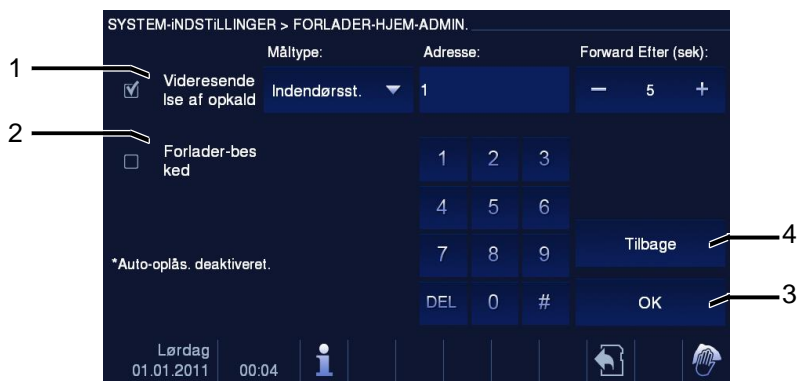 SYSTEM-iNDSTiLLiNGER > FORLADER-HJEM-ADMIN.
Måltype: Adresse: Forward Efter (sek):
1
Videresende
lse af opkald
Indendørsst. 1 — 5 +
2
Forlader-bes
ked
1 2 3
4 5 6
Tilbage 4
7 8 9
*Auto-oplås. deaktiveret.
DEL 0 # OK 3
Lørdag
01.01.2011 00:04